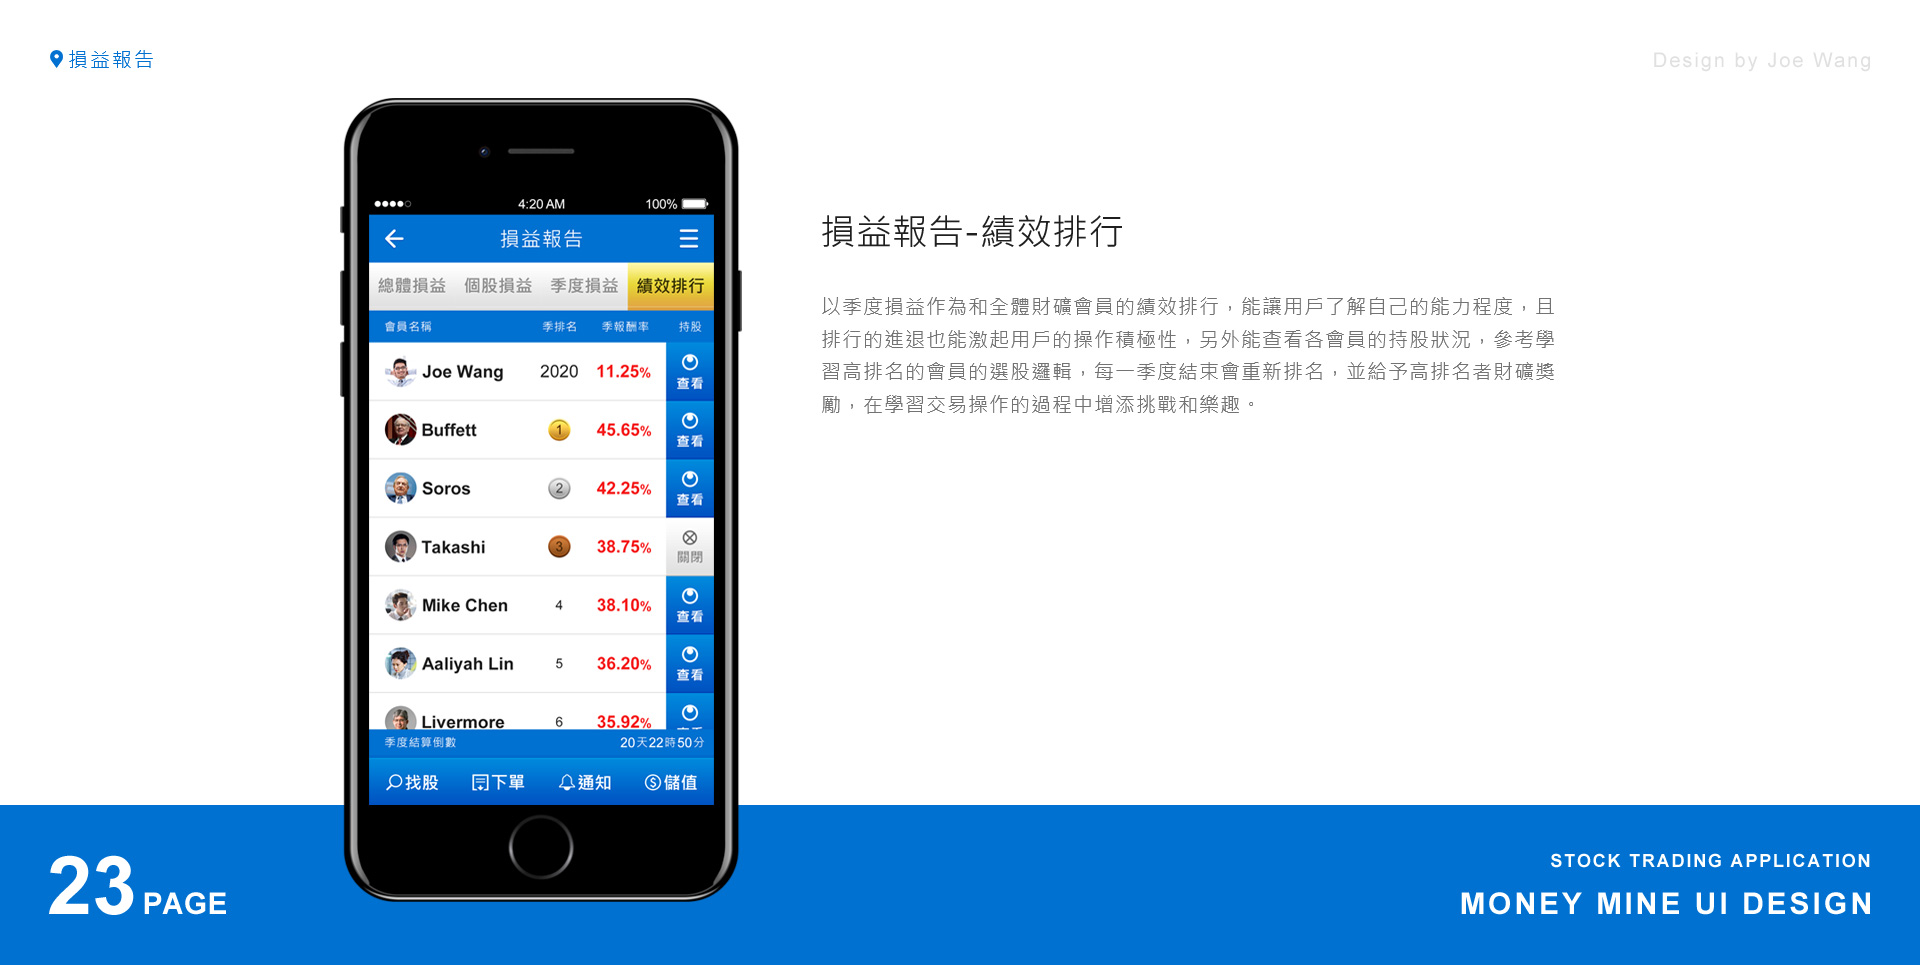 損益報告
Design by Joe Wang
4:20 AM
100%
損益報告
總體損益 個股損益 季度損益 績效排行
會員名稱 季排名 季報酬率 持股
Joe Wang 2020 11.25% 查看
Buffett 1 45.65% 查看
Soros 2 42.25% 查看
Takashi 3 38.75% 關閉
Mike Chen 4 38.10% 查看
Aaliyah Lin 5 36.20% 查看
Livermore 6 35.92%
季度結算倒數 20天22時50分
找股 下單 通知 儲值
損益報告-績效排行
以季度損益作為和全體財礦會員的績效排行，能讓用戶了解自己的能力程度，且
排行的進退也能激起用戶的操作積極性，另外能查看各會員的持股狀況，參考學
習高排名的會員的選股邏輯，每一季度結束會重新排名，並給予高排名者財礦獎
勵，在學習交易操作的過程中增添挑戰和樂趣。
23 PAGE
STOCK TRADING APPLICATION
MONEY MINE UI DESIGN